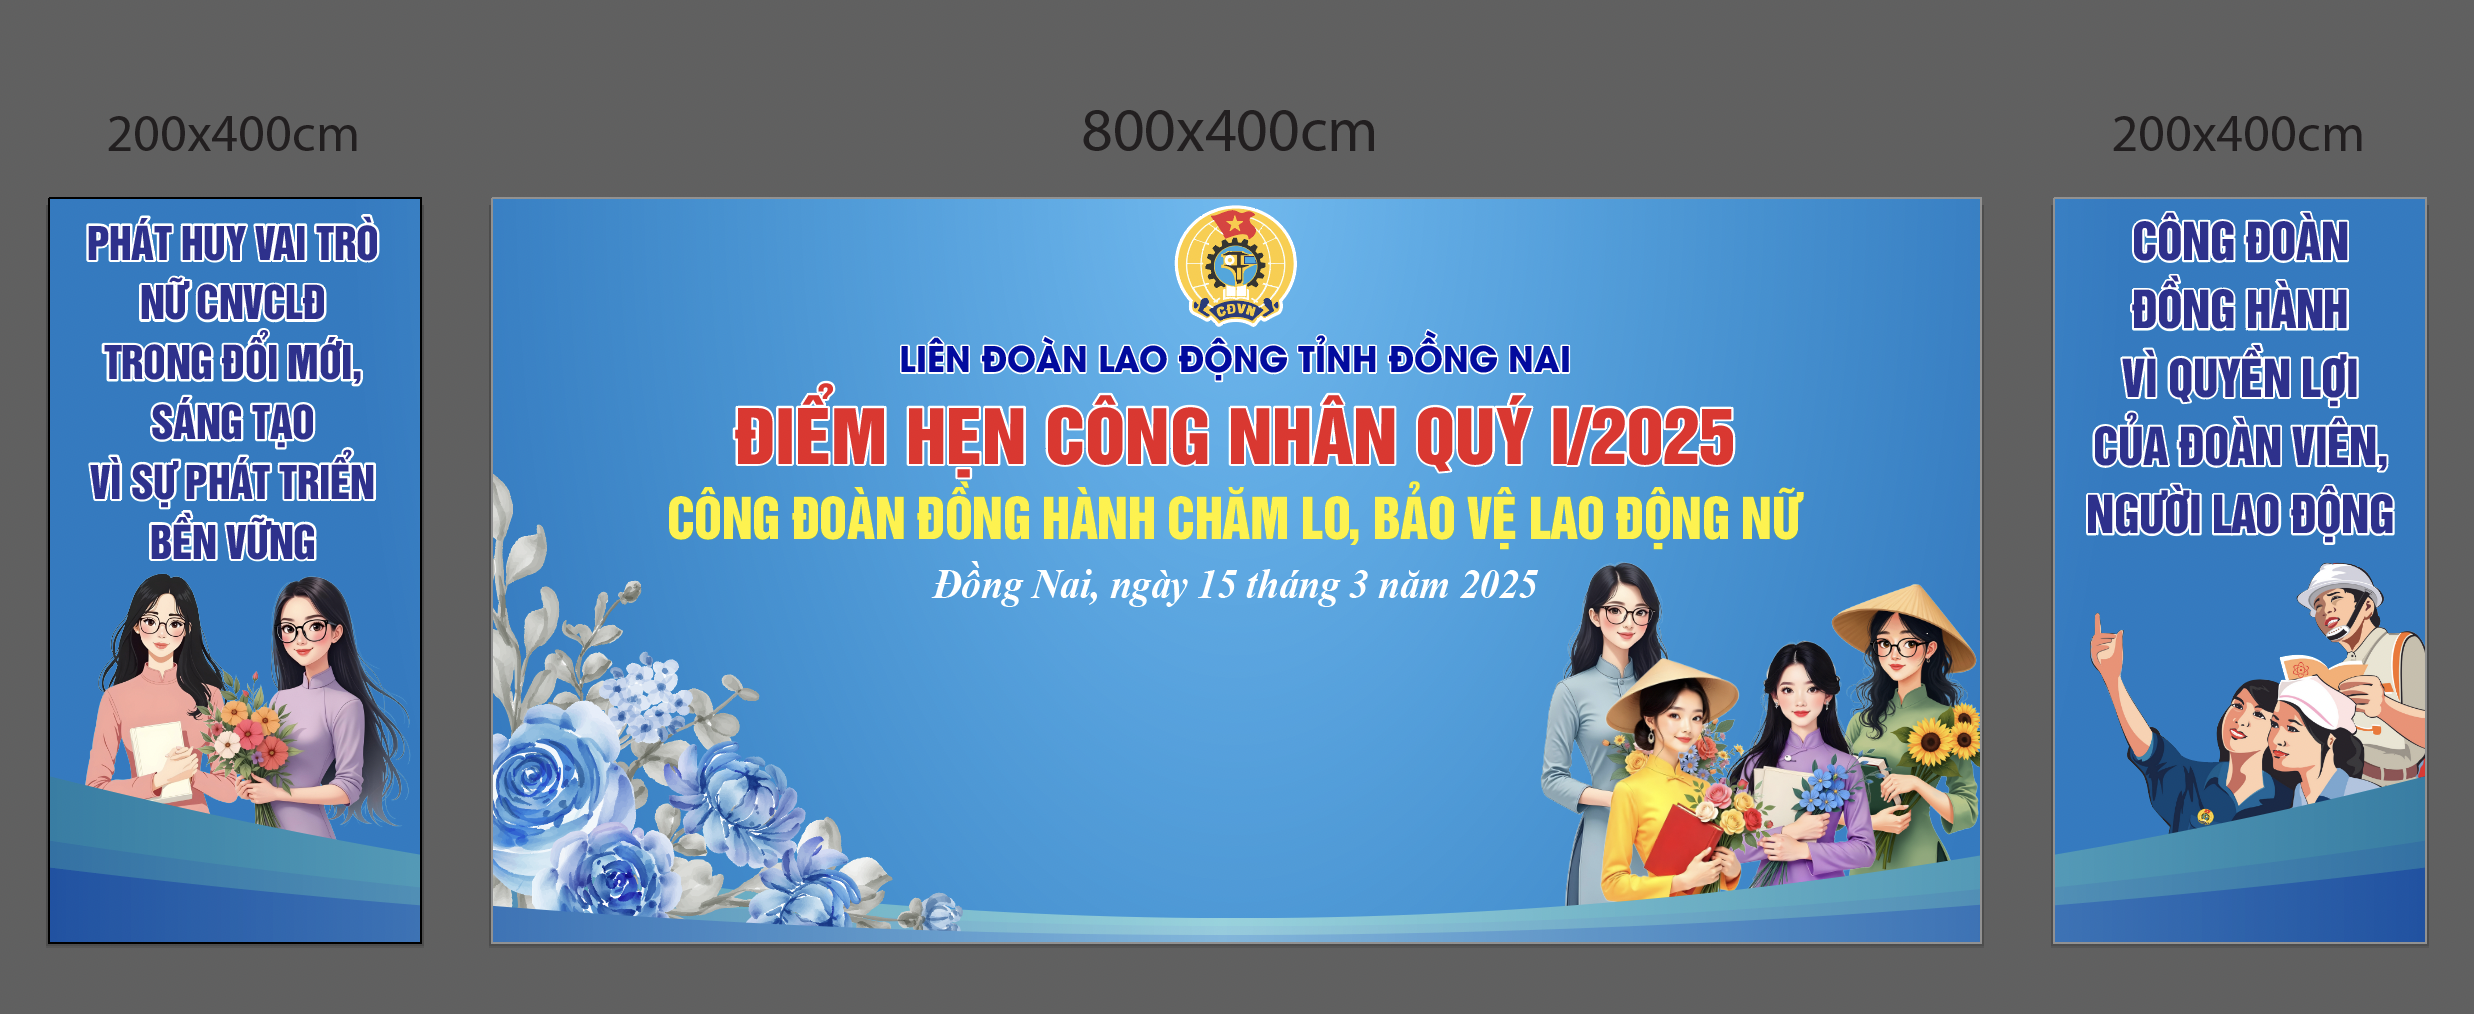 200x400cm
PHÁT HUY VAI TRÒ
NỮ CNVCLĐ
TRONG ĐỔI MỚI,
SÁNG TẠO
VÌ SỰ PHÁT TRIỂN
BỀN VỮNG
800x400cm
CĐVN
LIÊN ĐOÀN LAO ĐỘNG TỈNH ĐỒNG NAI
ĐIỂM HẸN CÔNG NHÂN QUÝ I/2025
CÔNG ĐOÀN ĐỒNG HÀNH CHĂM LO, BẢO VỆ LAO ĐỘNG NỮ
Đồng Nai, ngày 15 tháng 3 năm 2025
200x400cm
CÔNG ĐOÀN
ĐỒNG HÀNH
VÌ QUYỀN LỢI
CỦA ĐOÀN VIÊN,
NGƯỜI LAO ĐỘNG